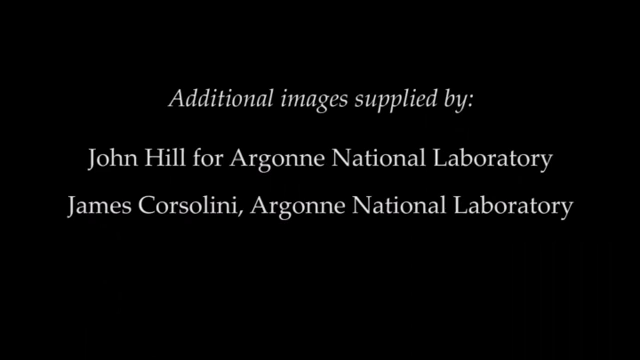 Additional images supplied by:
John Hill for Argonne National Laboratory
James Corsolini, Argonne National Laboratory